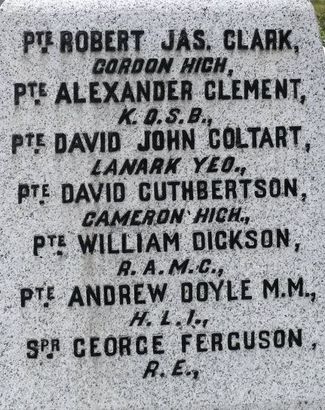 PTE ROBERT JAS. CLARK,
GORDON HIGH,
PTE ALEXANDER CLEMENT,
K.O.S.B.,
PTE DAVID JOHN COLTART,
LANARK YEO.,
PTE DAVID CUTHBERTSON,
CAMERON HIGH.,
PTE WILLIAM DICKSON,
R.A.M.C.,
PTE ANDREW DOYLE M.M.,
H.L.I.,
SPR GEORGE FERGUSON,
R.E.,